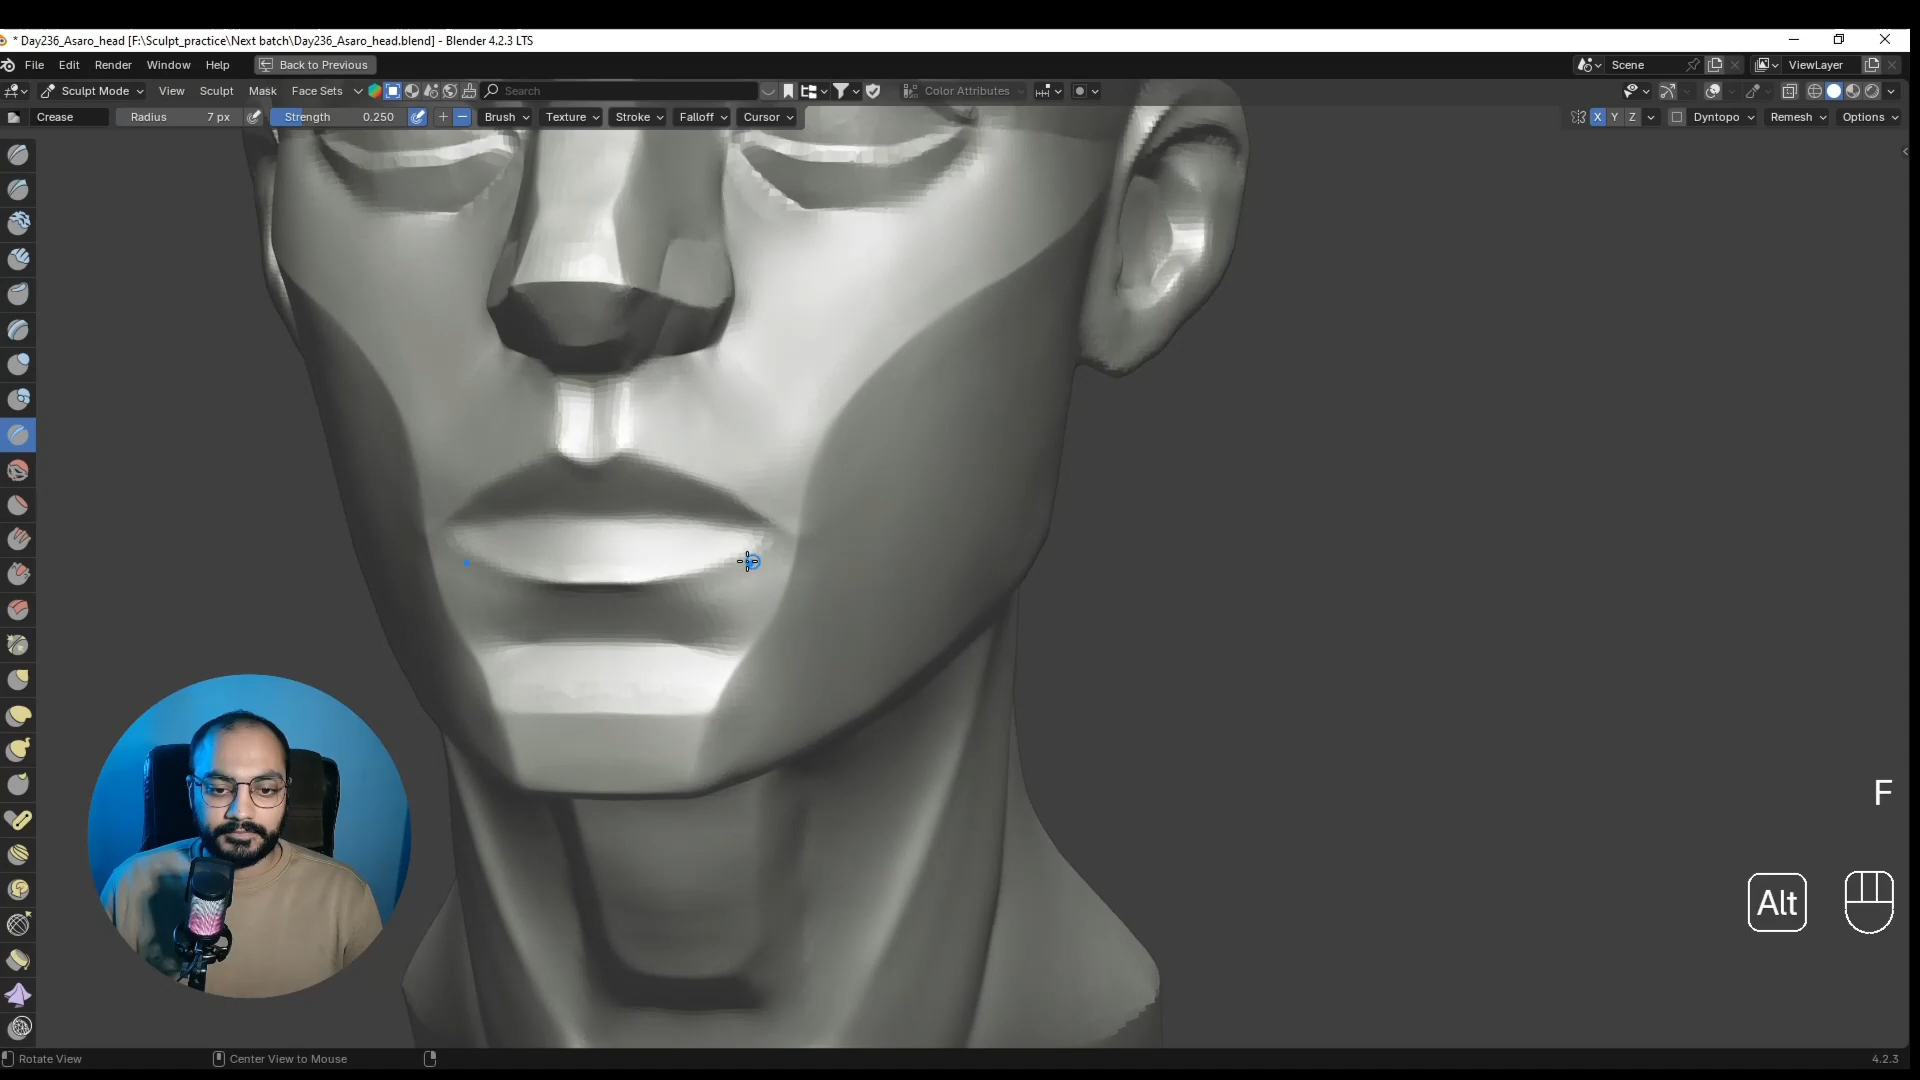 * Day236_Asaro_head [F:\Sculpt_practice\Next batch\Day236_Asaro_head.blend] - Blender 4.2.3 LTS
File Edit Render Window Help Back to Previous Scene ViewLayer
Sculpt Mode View Sculpt Mask Face Sets Search Color Attributes
Crease Radius 7 px Strength 0.250 Brush Texture Stroke Falloff Cursor X Y Z Dyntopo Remesh Options
F
Alt
Rotate View Center View to Mouse 4.2.3